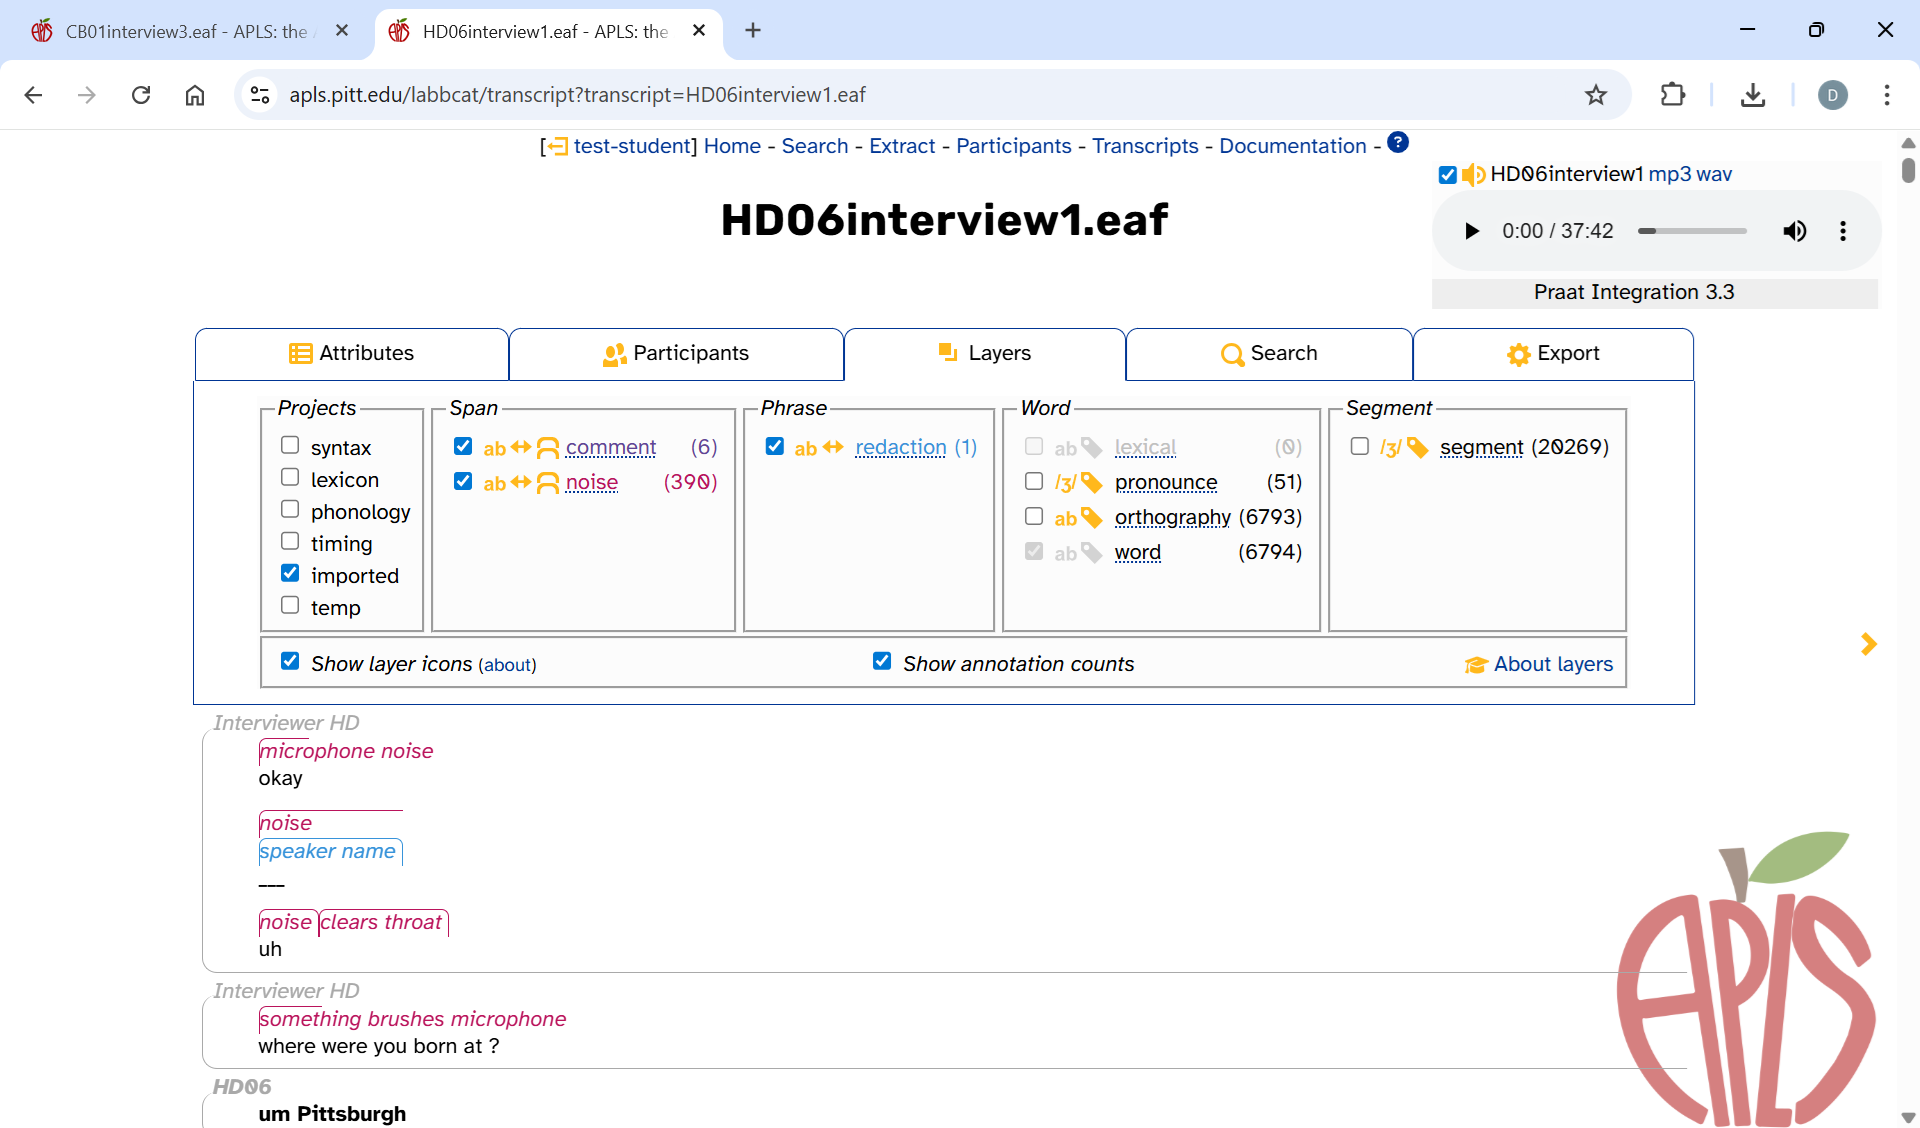 CB01interview3.eaf - APLS: the
HD06interview1.eaf - APLS: the
apls.pitt.edu/labbcat/transcript?transcript=HD06interview1.eaf
D
[test-student] Home - Search - Extract - Participants - Transcripts - Documentation - ?
HD06interview1 mp3 wav
HD06interview1.eaf
0:00 / 37:42
Praat Integration 3.3
Attributes
Participants
Layers
Search
Export
Projects
syntax
lexicon
phonology
timing
imported
temp
Span
ab comment (6)
ab noise (390)
Phrase
ab redaction (1)
Word
ab lexical (0)
/ʒ/ pronounce (51)
ab orthography (6793)
ab word (6794)
Segment
/ʒ/ segment (20269)
Show layer icons (about)
Show annotation counts
About layers
Interviewer HD
microphone noise
okay
noise
speaker name
---
noise clears throat
uh
Interviewer HD
something brushes microphone
where were you born at ?
HD06
um Pittsburgh
APLS